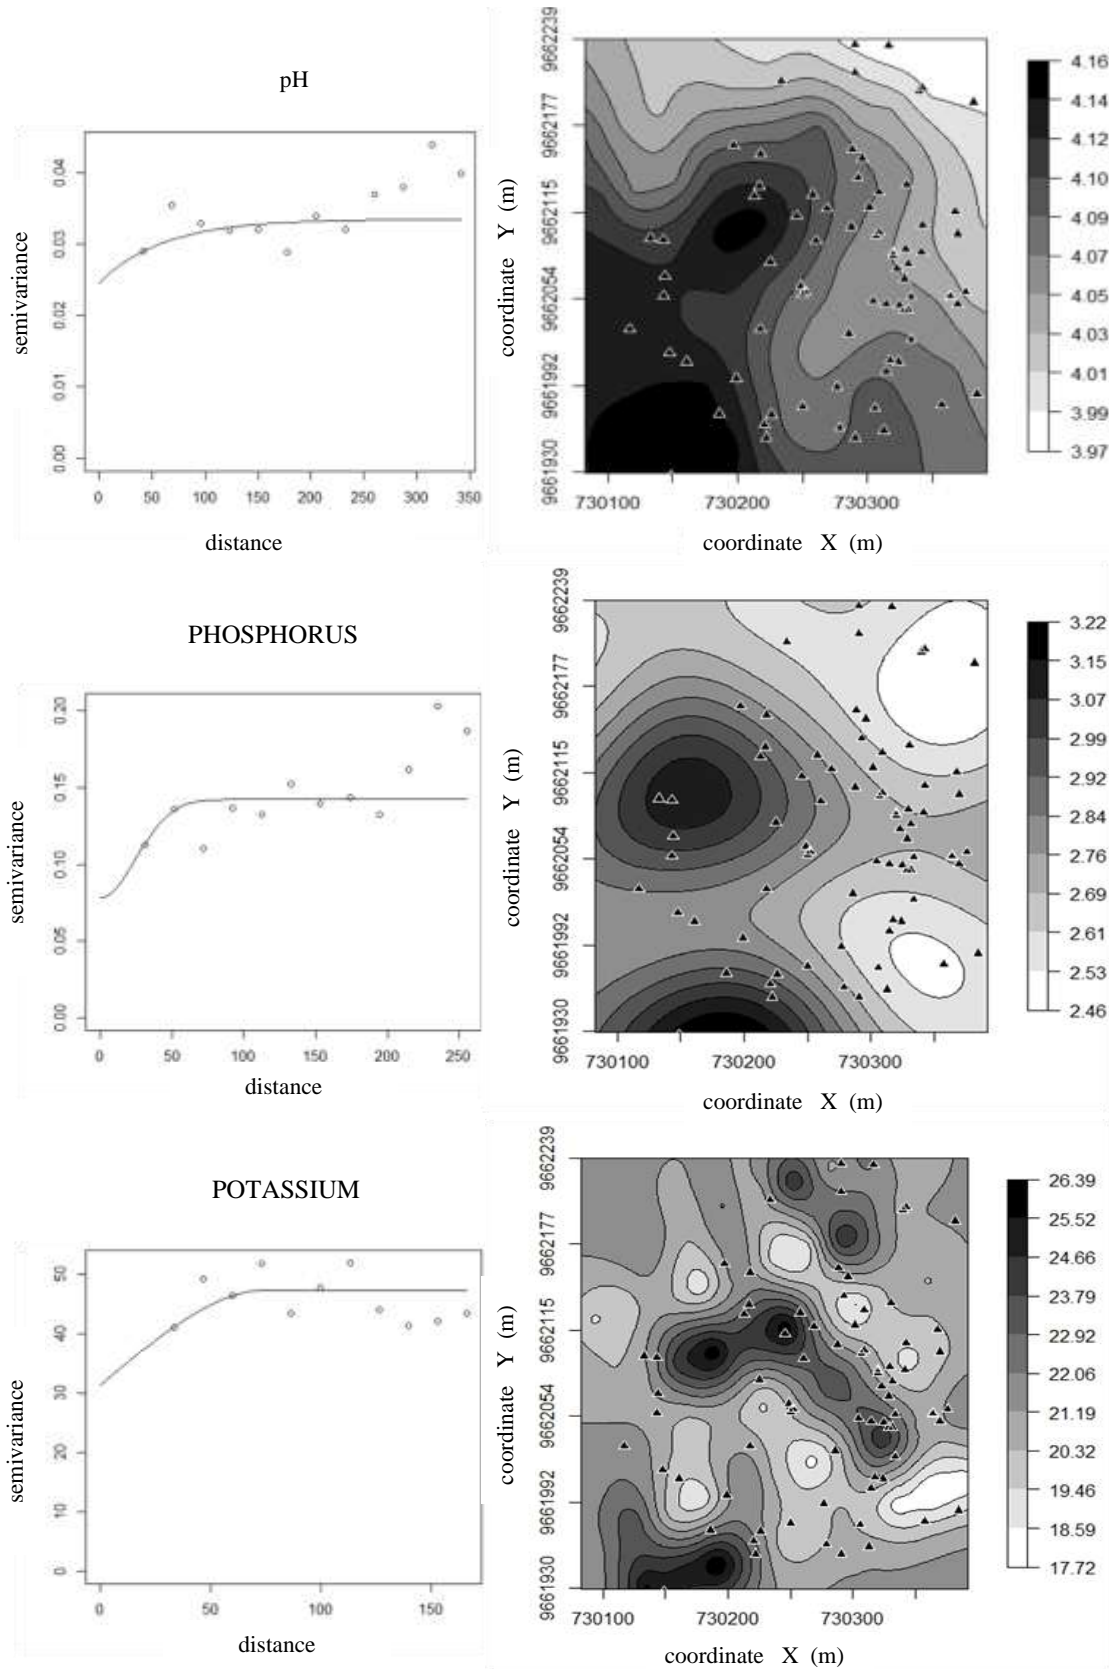 pH
semivariance
0.00 0.01 0.02 0.03 0.04
0 50 100 150 200 250 300 350
distance
coordinate Y (m)
9661930 9661992 9662054 9662115 9662177 9662239
730100 730200 730300
coordinate X (m)
4.16
4.14
4.12
4.10
4.09
4.07
4.05
4.03
4.01
3.99
3.97
PHOSPHORUS
semivariance
0.00 0.05 0.10 0.15 0.20
0 50 100 150 200 250
distance
coordinate Y (m)
9661930 9661992 9662054 9662115 9662177 9662239
730100 730200 730300
coordinate X (m)
3.22
3.15
3.07
2.99
2.92
2.84
2.76
2.69
2.61
2.53
2.46
POTASSIUM
semivariance
0 10 20 30 40 50
0 50 100 150
distance
coordinate Y (m)
9661930 9661992 9662054 9662115 9662177 9662239
730100 730200 730300
coordinate X (m)
26.39
25.52
24.66
23.79
22.92
22.06
21.19
20.32
19.46
18.59
17.72